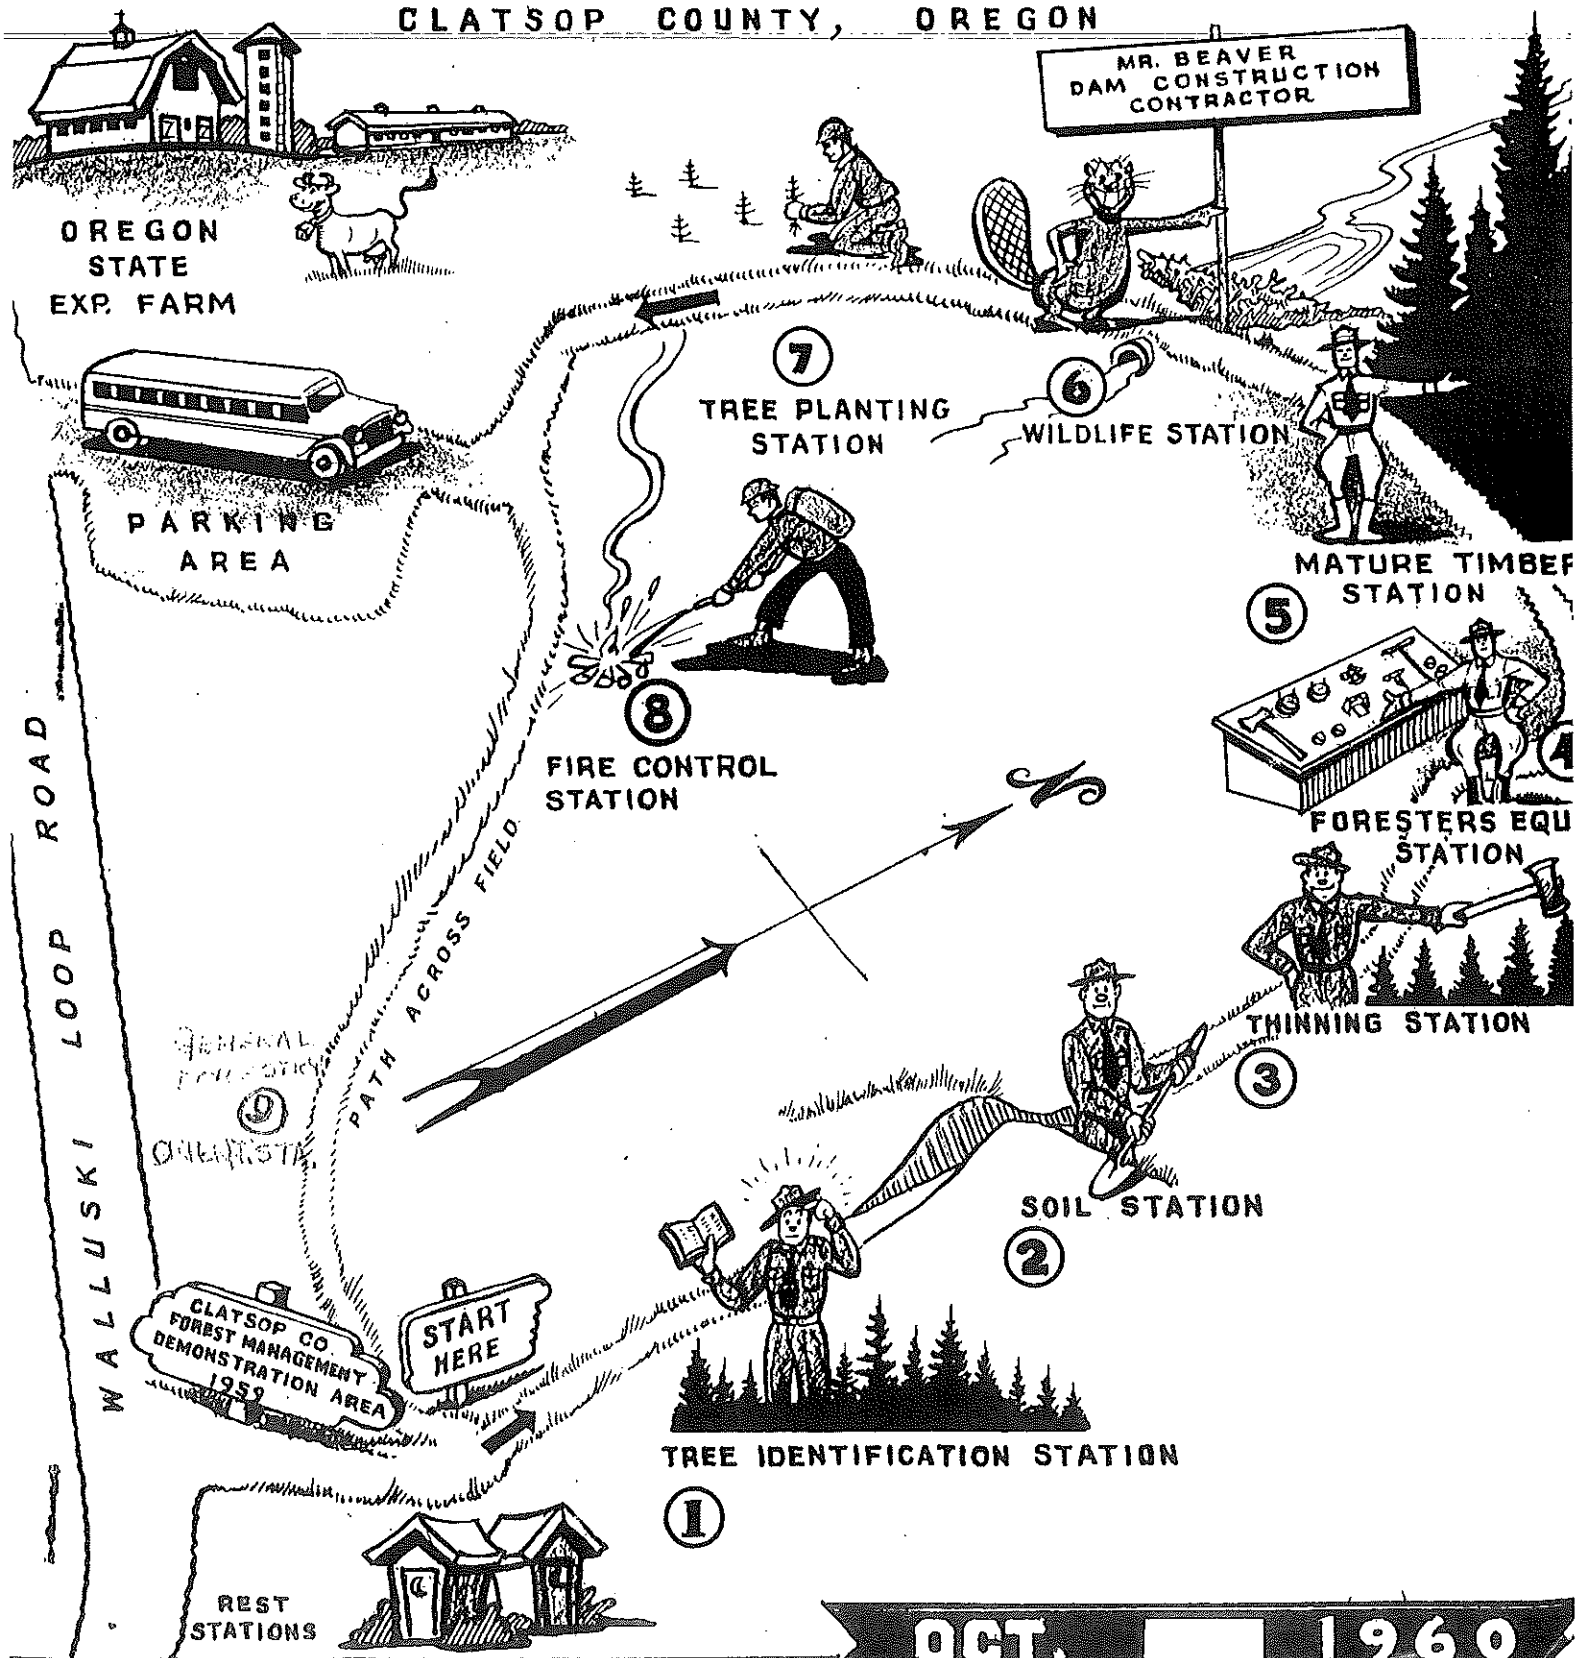 CLATSOP COUNTY, OREGON
MR. BEAVER
DAM CONSTRUCTION
CONTRACTOR
OREGON
STATE
EXP. FARM
7
TREE PLANTING
STATION
6
WILDLIFE STATION
PARKING
AREA
MATURE TIMBER
STATION
5
8
FIRE CONTROL
STATION
4
FORESTERS EQU
STATION
N
PATH ACROSS FIELD
WALLUSKI LOOP ROAD
THINNING STATION
3
GENERAL
FORESTRY
9
SOIL STATION
2
CLATSOP CO.
FOREST MANAGEMENT
DEMONSTRATION AREA
1959
START
HERE
TREE IDENTIFICATION STATION
1
REST
STATIONS
OCT. 1960